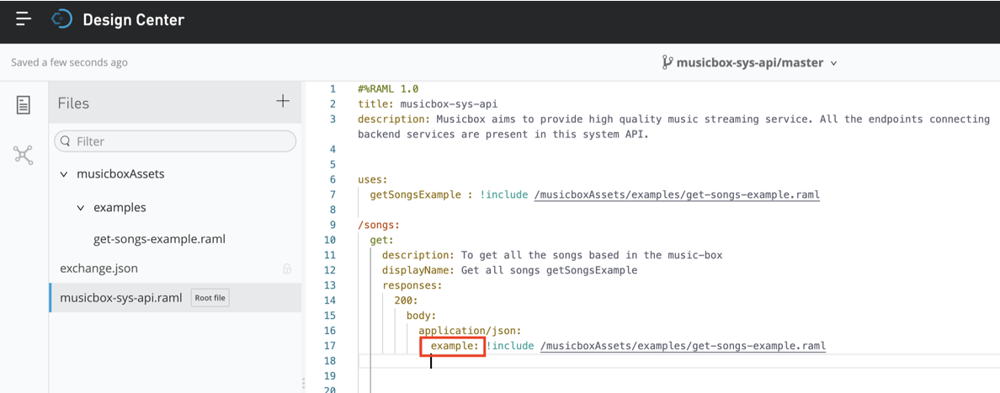 Design Center
Saved a few seconds ago
musicbox-sys-api/master
Files
Filter
musicboxAssets
examples
get-songs-example.raml
exchange.json
musicbox-sys-api.raml Root file
1 #%RAML 1.0
2 title: musicbox-sys-api
3 description: Musicbox aims to provide high quality music streaming service. All the endpoints connecting
backend services are present in this system API.
4
5
6 uses:
7 getSongsExample : !include /musicboxAssets/examples/get-songs-example.raml
8
9 /songs:
10 get:
11 description: To get all the songs based in the music-box
12 displayName: Get all songs getSongsExample
13 responses:
14 200:
15 body:
16 application/json:
17 example: !include /musicboxAssets/examples/get-songs-example.raml
18
19
20